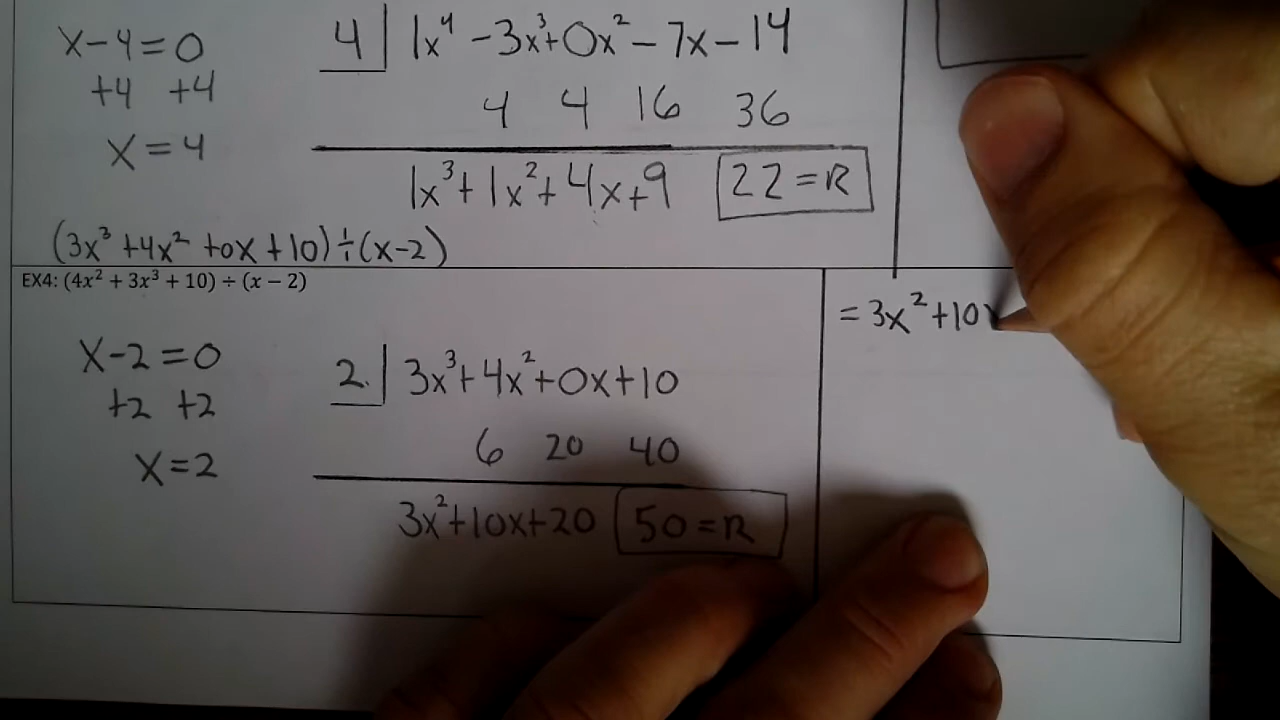 x-4=0
+4 +4
x=4
4 | 1x⁴ -3x³+0x²-7x-14
4 4 16 36
1x³+1x²+4x+9 22=R
(3x³+4x²+0x+10)÷(x-2)
EX4: (4x² + 3x³ + 10) ÷ (x − 2)
x-2=0
+2 +2
x=2
2. | 3x³+4x²+0x+10
6 20 40
3x²+10x+20 50=R
=3x²+10x